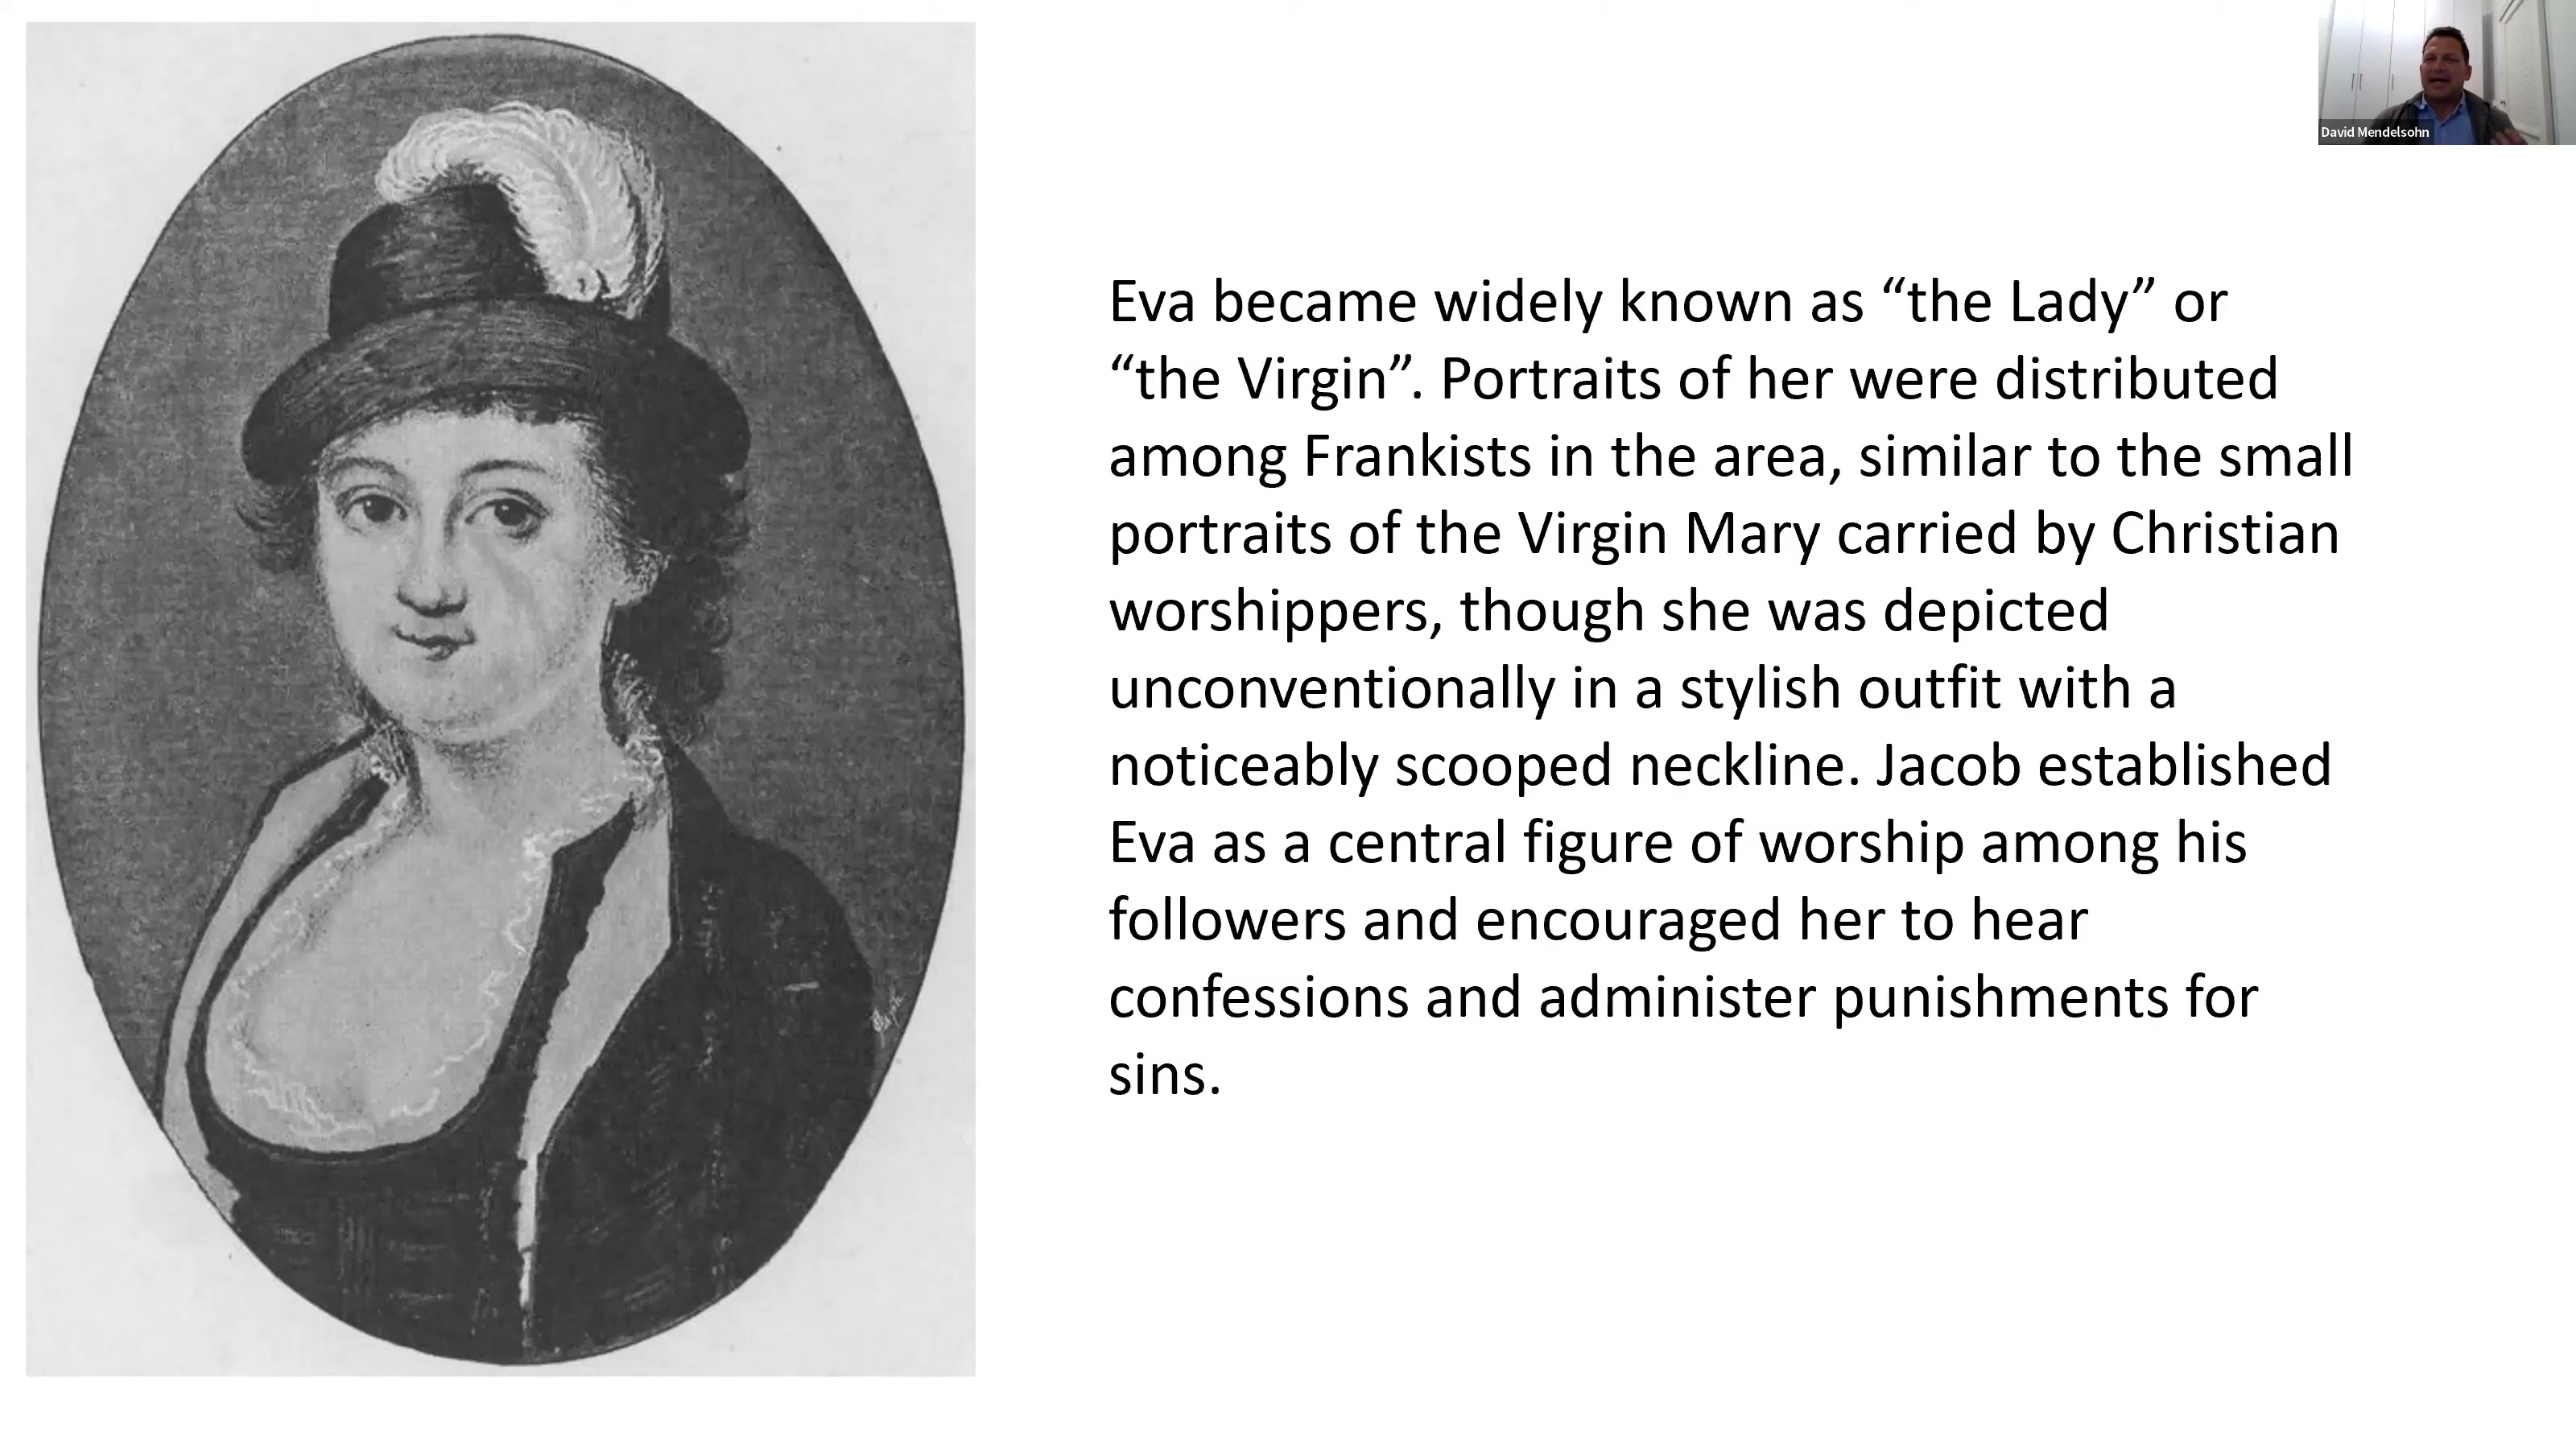 David Mendelsohn
Eva became widely known as “the Lady” or
“the Virgin”. Portraits of her were distributed
among Frankists in the area, similar to the small
portraits of the Virgin Mary carried by Christian
worshippers, though she was depicted
unconventionally in a stylish outfit with a
noticeably scooped neckline. Jacob established
Eva as a central figure of worship among his
followers and encouraged her to hear
confessions and administer punishments for
sins.